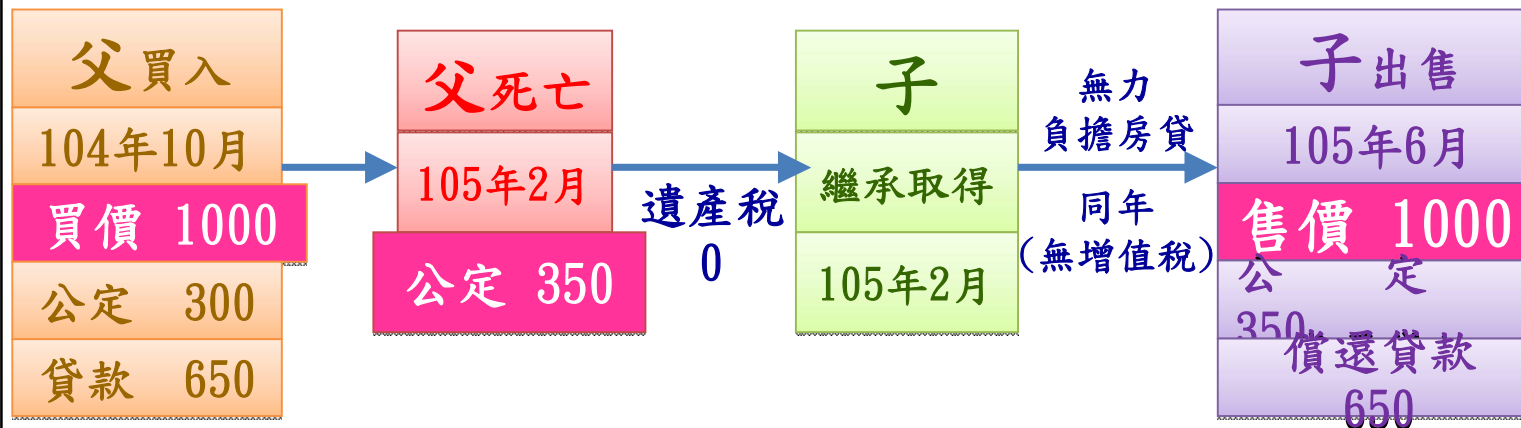 父買入
104年10月
買價 1000
公定 300
貸款 650
父死亡
105年2月
公定 350
遺產稅
0
子
繼承取得
105年2月
無力
負擔房貸
同年
(無增值稅)
子出售
105年6月
售價 1000
公 定
350
償還貸款
650